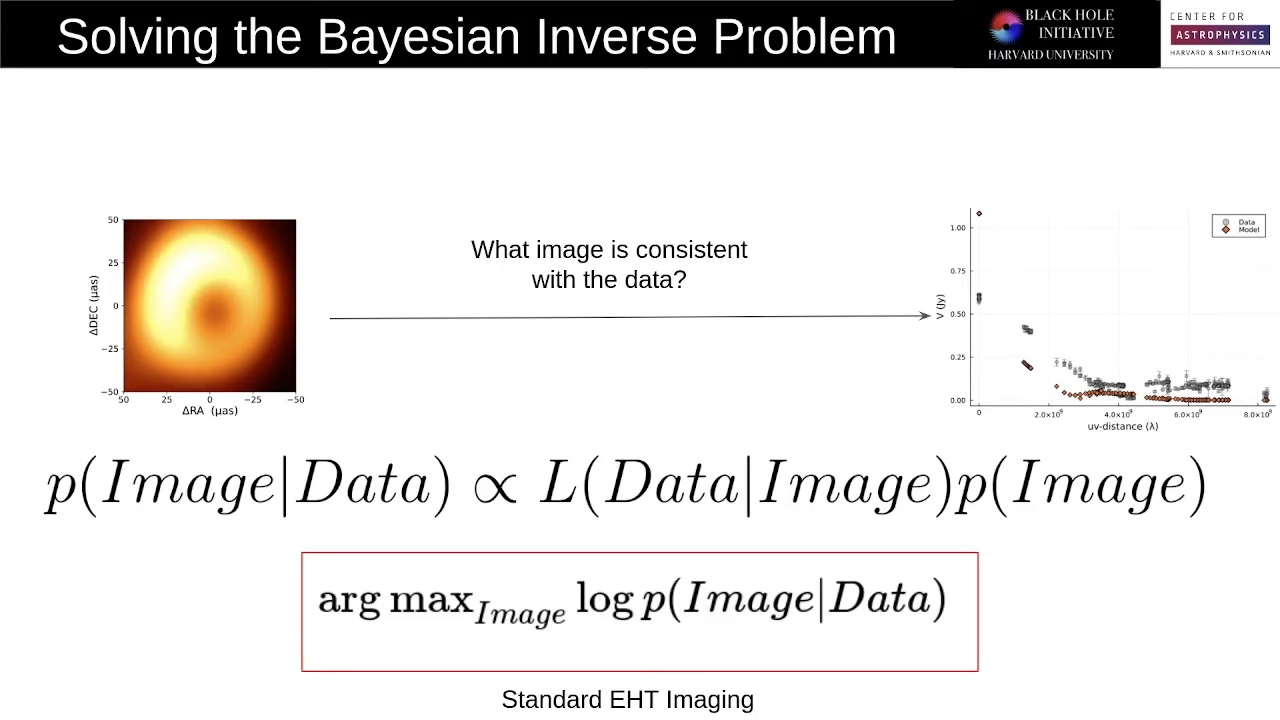 Solving the Bayesian Inverse Problem
BLACK HOLE
INITIATIVE
HARVARD UNIVERSITY
CENTER FOR
ASTROPHYSICS
HARVARD & SMITHSONIAN
What image is consistent
with the data?
50
25
0
−25
−50
ΔDEC (μas)
50 25 0 −25 −50
ΔRA (μas)
Data
Model
1.00
0.75
0.50
0.25
0.00
V (Jy)
0 2.0×10⁹ 4.0×10⁹ 6.0×10⁹ 8.0×10⁹
uv-distance (λ)
p(Image|Data) ∝ L(Data|Image)p(Image)
arg max_Image log p(Image|Data)
Standard EHT Imaging